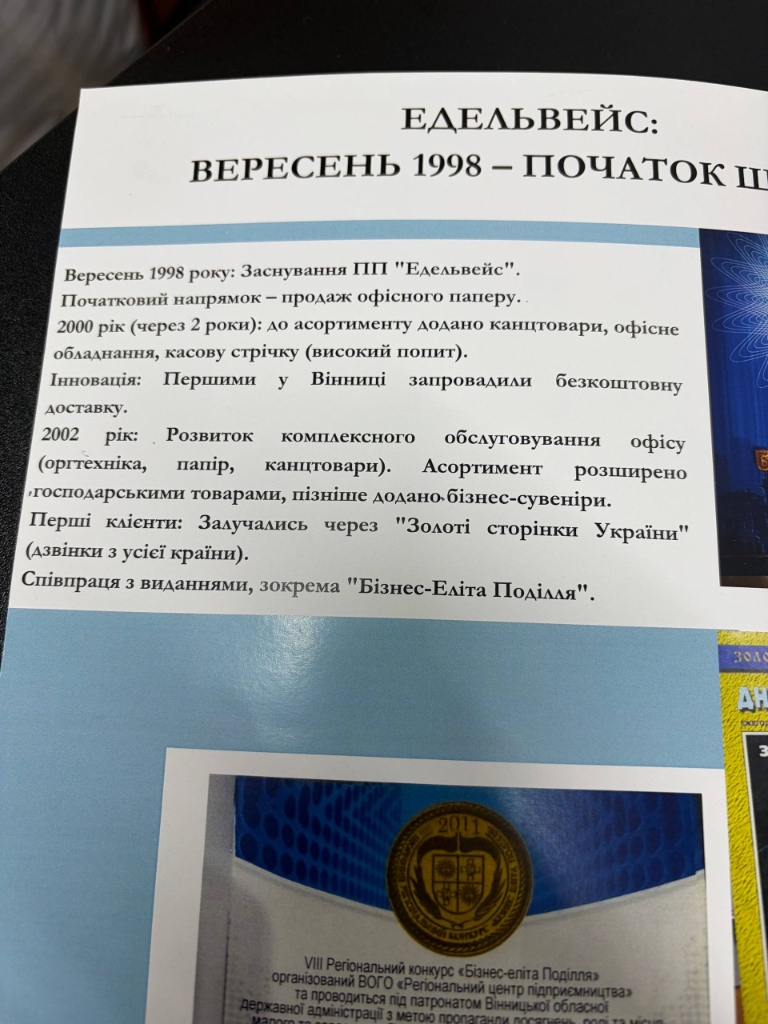 ЕДЕЛЬВЕЙС:
ВЕРЕСЕНЬ 1998 – ПОЧАТОК
Вересень 1998 року: Заснування ПП "Едельвейс".
Початковий напрямок – продаж офісного паперу.
2000 рік (через 2 роки): до асортименту додано канцтовари, офісне
обладнання, касову стрічку (високий попит).
Інновація: Першими у Вінниці запровадили безкоштовну
доставку.
2002 рік: Розвиток комплексного обслуговування офісу
(оргтехніка, папір, канцтовари). Асортимент розширено
господарськими товарами, пізніше додано бізнес-сувеніри.
Перші клієнти: Залучались через "Золоті сторінки України"
(дзвінки з усієї країни).
Співпраця з виданнями, зокрема "Бізнес-Еліта Поділля".
2011
VIII Регіональний конкурс «Бізнес-еліта Поділля»
організований ВОГО «Регіональний центр підприємництва»
та проводиться під патронатом Вінницької обласної
державної адміністрації з метою пропаганди досягнень, ролі та місця